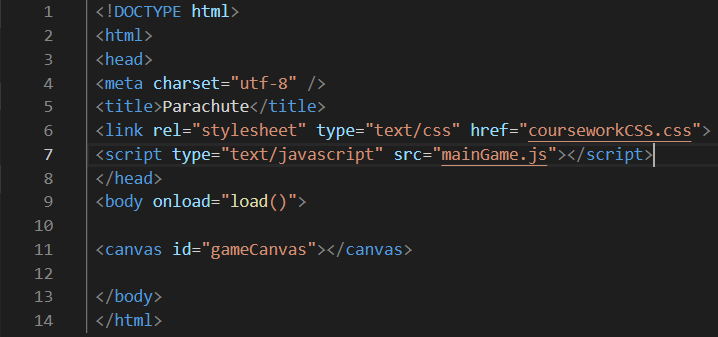 1 <!DOCTYPE html>
2 <html>
3 <head>
4 <meta charset="utf-8" />
5 <title>Parachute</title>
6 <link rel="stylesheet" type="text/css" href="courseworkCSS.css">
7 <script type="text/javascript" src="mainGame.js"></script>
8 </head>
9 <body onload="load()">
10
11 <canvas id="gameCanvas"></canvas>
12
13 </body>
14 </html>